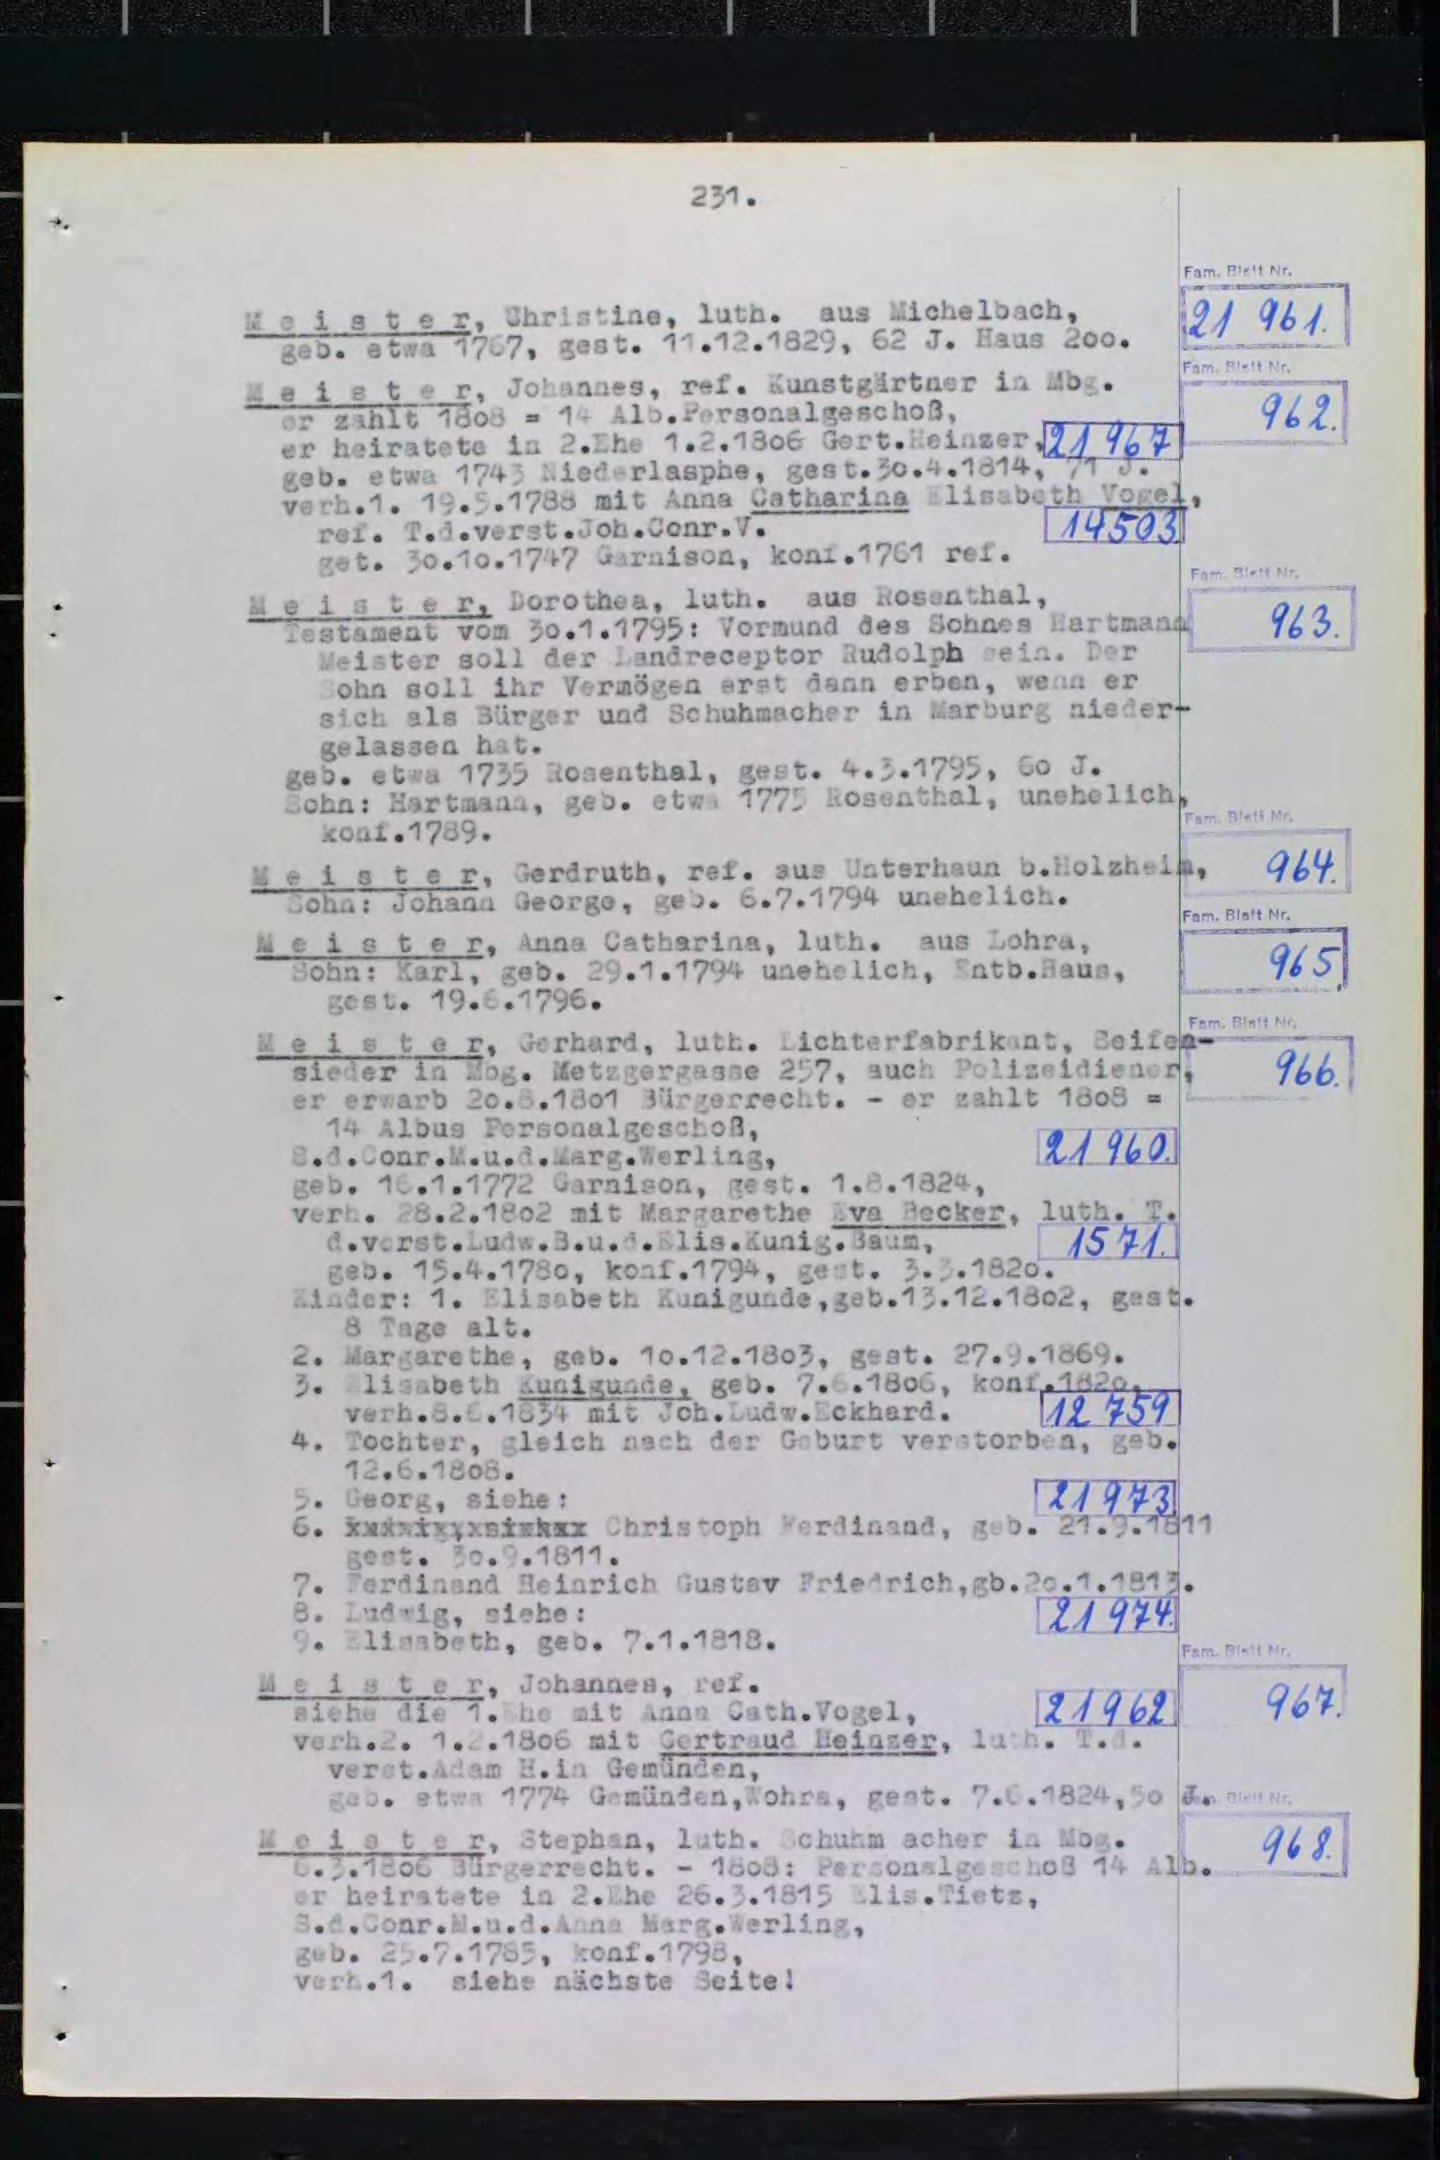 231.
Fam. Blatt Nr.
M e i s t e r, Christine, luth. aus Michelbach,
21 961.
geb. etwa 1767, gest. 11.12.1829, 62 J. Haus 2oo.
Fam. Blatt Nr.
M e i s t e r, Johannes, ref. Kunstgärtner in Mbg.
962.
er zahlt 18o8 = 14 Alb.Personalgeschoß,
er heiratete in 2.Ehe 1.2.18o6 Gert.Heinzer, 21 967
geb. etwa 1743 Niederlasphe, gest.3o.4.1814, 71 J.
verh.1. 19.5.1788 mit Anna Catharina Elisabeth Vogel,
ref. T.d.verst.Joh.Conr.V. 14503
get. 3o.1o.1747 Garnison, konf.1761 ref.
Fam. Blatt Nr.
M e i s t e r, Dorothea, luth. aus Rosenthal,
963.
Testament vom 3o.1.1795: Vormund des Sohnes Hartmann
Meister soll der Landreceptor Rudolph sein. Der
Sohn soll ihr Vermögen erst dann erben, wenn er
sich als Bürger und Schuhmacher in Marburg nieder-
gelassen hat.
geb. etwa 1735 Rosenthal, gest. 4.3.1795, 6o J.
Sohn: Hartmann, geb. etwa 1775 Rosenthal, unehelich,
Fam. Blatt Nr.
konf.1789.
M e i s t e r, Gerdruth, ref. aus Unterhaun b.Holzheim,
964.
Sohn: Johann George, geb. 6.7.1794 unehelich.
Fam. Blatt Nr.
M e i s t e r, Anna Catharina, luth. aus Lohra,
965.
Sohn: Karl, geb. 29.1.1794 unehelich, Entb.Haus,
gest. 19.6.1796.
Fam. Blatt Nr.
M e i s t e r, Gerhard, luth. Lichterfabrikant, Seifen-
966.
sieder in Mbg. Metzgergasse 257, auch Polizeidiener,
er erwarb 2o.8.18o1 Bürgerrecht. - er zahlt 18o8 =
14 Albus Personalgeschoß,
S.d.Conr.M.u.d.Marg.Werling, 21 960.
geb. 16.1.1772 Garnison, gest. 1.8.1824,
verh. 28.2.18o2 mit Margarethe Eva Becker, luth. T.
d.verst.Ludw.B.u.d.Elis.Kunig.Baum, 1571.
geb. 15.4.178o, konf.1794, gest. 3.3.182o.
Kinder: 1. Elisabeth Kunigunde,geb.13.12.18o2, gest.
8 Tage alt.
2. Margarethe, geb. 1o.12.18o3, gest. 27.9.1869.
3. Elisabeth Kunigunde, geb. 7.6.18o6, konf.182o,
verh.8.6.1834 mit Joh.Ludw.Eckhard. 12 759
4. Tochter, gleich nach der Geburt verstorben, geb.
12.6.18o8.
5. Georg, siehe: 21 973.
6. Christoph Ferdinand, geb. 21.9.1811
gest. 3o.9.1811.
7. Ferdinand Heinrich Gustav Friedrich,gb.2o.1.1813.
8. Ludwig, siehe: 21 974.
9. Elisabeth, geb. 7.1.1818.
Fam. Blatt Nr.
M e i s t e r, Johannes, ref.
967.
siehe die 1.Ehe mit Anna Cath.Vogel, 21 962
verh.2. 1.2.18o6 mit Gertraud Heinzer, luth. T.d.
verst.Adam H.in Gemünden,
geb. etwa 1774 Gemünden,Wohra, gest. 7.6.1824,5o J.
Fam. Blatt Nr.
M e i s t e r, Stephan, luth. Schuhm acher in Mbg.
968.
6.3.18o6 Bürgerrecht. - 18o8: Personalgeschoß 14 Alb.
er heiratete in 2.Ehe 26.3.1815 Elis.Tietz,
S.d.Conr.M.u.d.Anna Marg.Werling,
geb. 25.7.1785, konf.1798,
verh.1. siehe nächste Seite!